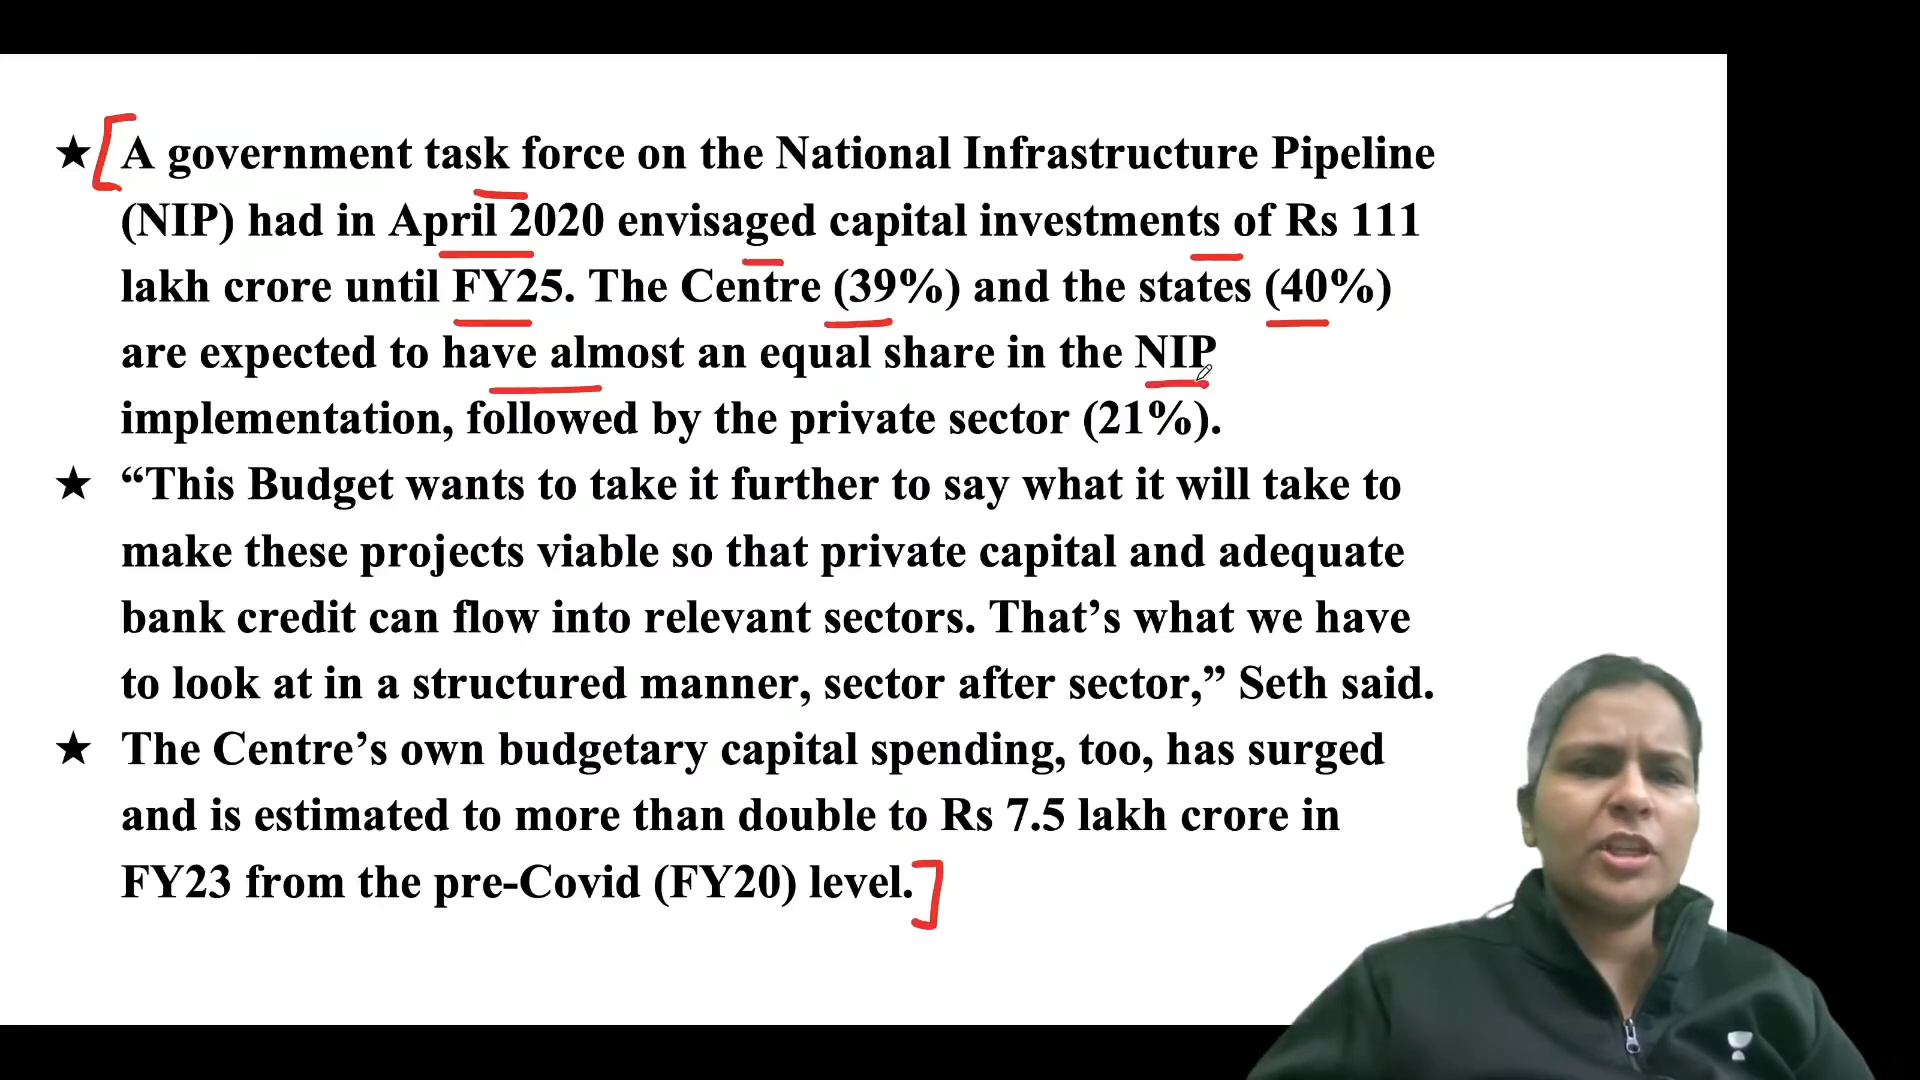 ★ A government task force on the National Infrastructure Pipeline
(NIP) had in April 2020 envisaged capital investments of Rs 111
lakh crore until FY25. The Centre (39%) and the states (40%)
are expected to have almost an equal share in the NIP
implementation, followed by the private sector (21%).
★ “This Budget wants to take it further to say what it will take to
make these projects viable so that private capital and adequate
bank credit can flow into relevant sectors. That’s what we have
to look at in a structured manner, sector after sector,” Seth said.
★ The Centre’s own budgetary capital spending, too, has surged
and is estimated to more than double to Rs 7.5 lakh crore in
FY23 from the pre-Covid (FY20) level.